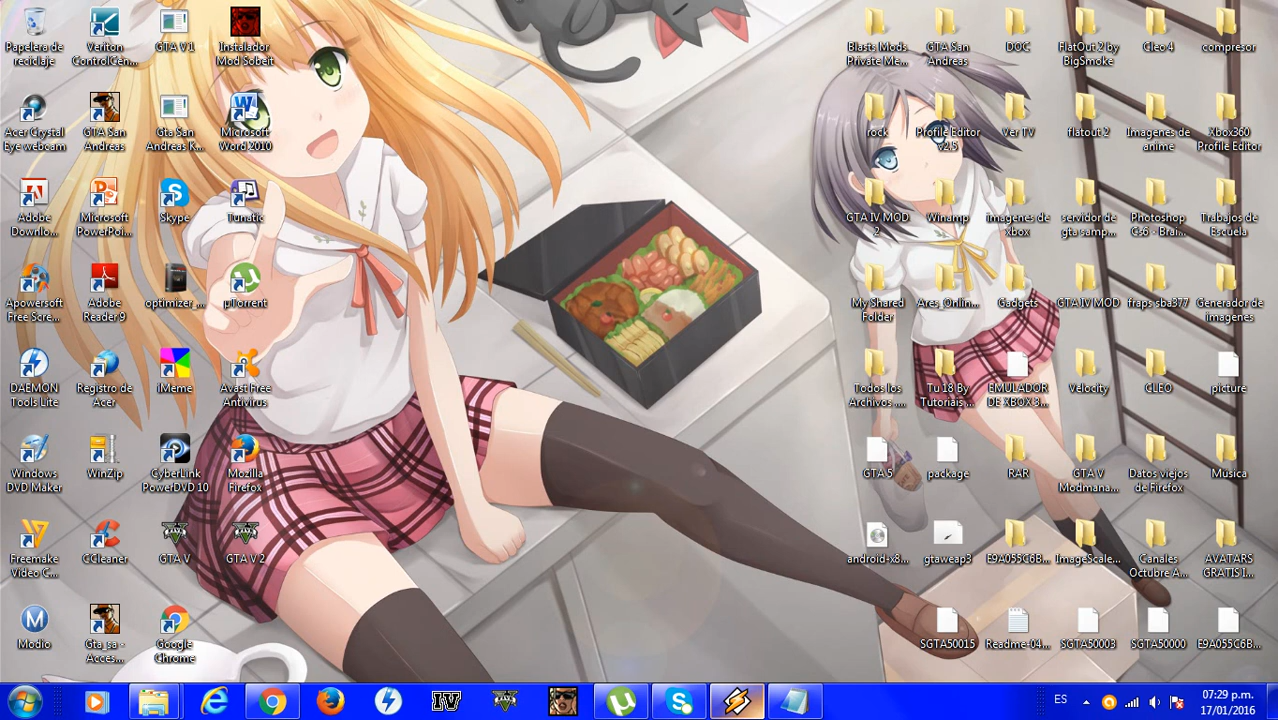 Papelera de
reciclaje
Veriton
ControlCen...
GTA V 1
Instalador
Mod Sobeit
Acer Crystal
Eye webcam
GTA San
Andreas
Gta San
Andreas K...
Microsoft
Word 2010
Adobe
Downlo...
Microsoft
PowerPoi...
Skype
Tunatic
Apowersoft
Free Scre...
Adobe
Reader 9
optimizer ...
µTorrent
DAEMON
Tools Lite
Registro de
Acer
iMeme
Avast Free
Antivirus
Windows
DVD Maker
WinZip
CyberLink
PowerDVD 10
Mozilla
Firefox
Freemake
Video C...
CCleaner
GTA V
GTA V 2
Modio
Gta_sa -
Acces...
Google
Chrome
Blasts Mods
Private Me...
GTA San
Andreas
DOC
FlatOut 2 by
BigSmoke
Cleo 4
compresor
rock
Profile Editor
v2.5
Ver TV
flatout 2
Imagenes de
anime
Xbox360
Profile Editor
GTA IV MOD
2
Winamp
imagenes de
xbox
servidor de
gta samp...
Photoshop
Cs6 - Brai...
Trabajos de
Escuela
My Shared
Folder
Ares_Onlin...
Gadgets
GTA IV MOD
fraps sba377
Generador de
imagenes
Todos los
Archivos ....
Tu 18 By
Tutoriais ...
EMULADOR
DE XBOX 3...
Velocity
CLEO
picture
GTA 5
package
RAR
GTA V
Modmana...
Datos viejos
de Firefox
Musica
android-x8...
gtaweap3
E9A055C6B...
ImageScale...
Canales
Octubre A...
AVATARS
GRATIS I...
SGTA50015
Readme-04...
SGTA50003
SGTA50000
E9A055C6B...
IV
ES
07:29 p.m.
17/01/2016